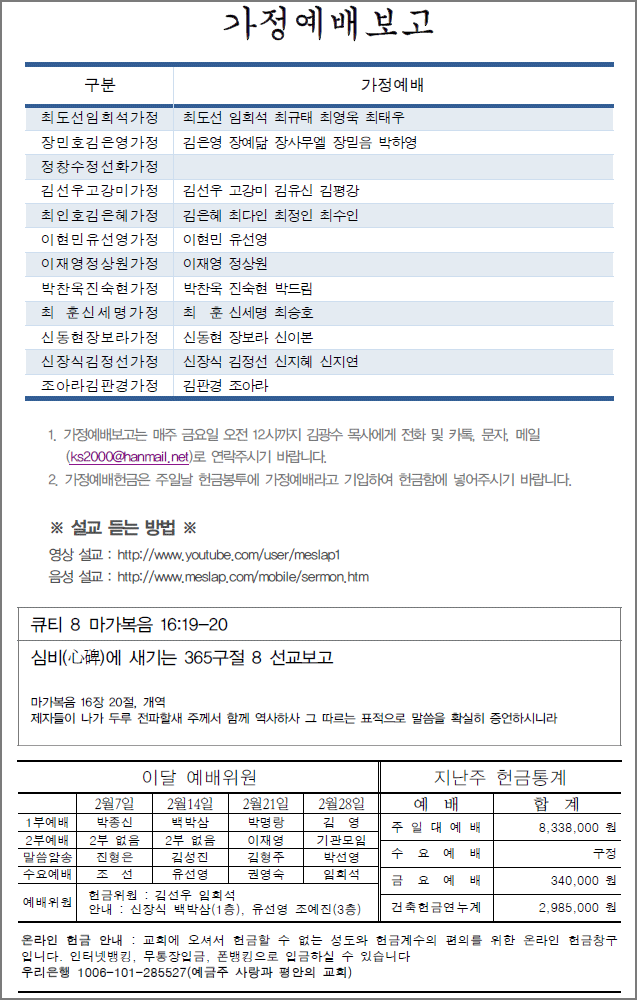 가정예배보고
구분 가정예배
최도선임희석가정 최도선 임희석 최규태 최영욱 최태우
장민호김은영가정 김은영 장예닮 장사무엘 장믿음 박하영
정창수정선화가정
김선우고강미가정 김선우 고강미 김유신 김평강
최인호김은혜가정 김은혜 최다인 최정인 최수인
이현민유선영가정 이현민 유선영
이재영정상원가정 이재영 정상원
박찬욱진숙현가정 박찬욱 진숙현 박드림
최 훈신세명가정 최 훈 신세명 최승호
신동현장보라가정 신동현 장보라 신이본
신장식김정선가정 신장식 김정선 신지혜 신지연
조아라김판경가정 김판경 조아라
1. 가정예배보고는 매주 금요일 오전 12시까지 김광수 목사에게 전화 및 카톡, 문자, 메일
(ks2000@hanmail.net)로 연락주시기 바랍니다.
2. 가정예배헌금은 주일날 헌금봉투에 가정예배라고 기입하여 헌금함에 넣어주시기 바랍니다.
※ 설교 듣는 방법 ※
영상 설교 : http://www.youtube.com/user/meslap1
음성 설교 : http://www.meslap.com/mobile/sermon.htm
큐티 8 마가복음 16:19-20
심비(心碑)에 새기는 365구절 8 선교보고
마가복음 16장 20절, 개역
제자들이 나가 두루 전파할새 주께서 함께 역사하사 그 따르는 표적으로 말씀을 확실히 증언하시니라
이달 예배위원
2월7일 2월14일 2월21일 2월28일
1부예배 박종신 백박삼 박명랑 김 영
2부예배 2부 없음 2부 없음 이재영 기관모임
말씀암송 진형은 김성진 김형주 박선영
수요예배 조 선 유선영 권영숙 임희석
예배위원 헌금위원 : 김선우 임희석
안내 : 신장식 백박삼(1층), 유선영 조예진(3층)
지난주 헌금통계
예 배 합 계
주 일 대 예 배 8,338,000 원
수 요 예 배 구정
금 요 예 배 340,000 원
건축헌금연누계 2,985,000 원
온라인 헌금 안내 : 교회에 오셔서 헌금할 수 없는 성도와 헌금계수의 편의를 위한 온라인 헌금창구
입니다. 인터넷뱅킹, 무통장입금, 폰뱅킹으로 입금하실 수 있습니다
우리은행 1006-101-285527(예금주 사랑과 평안의 교회)